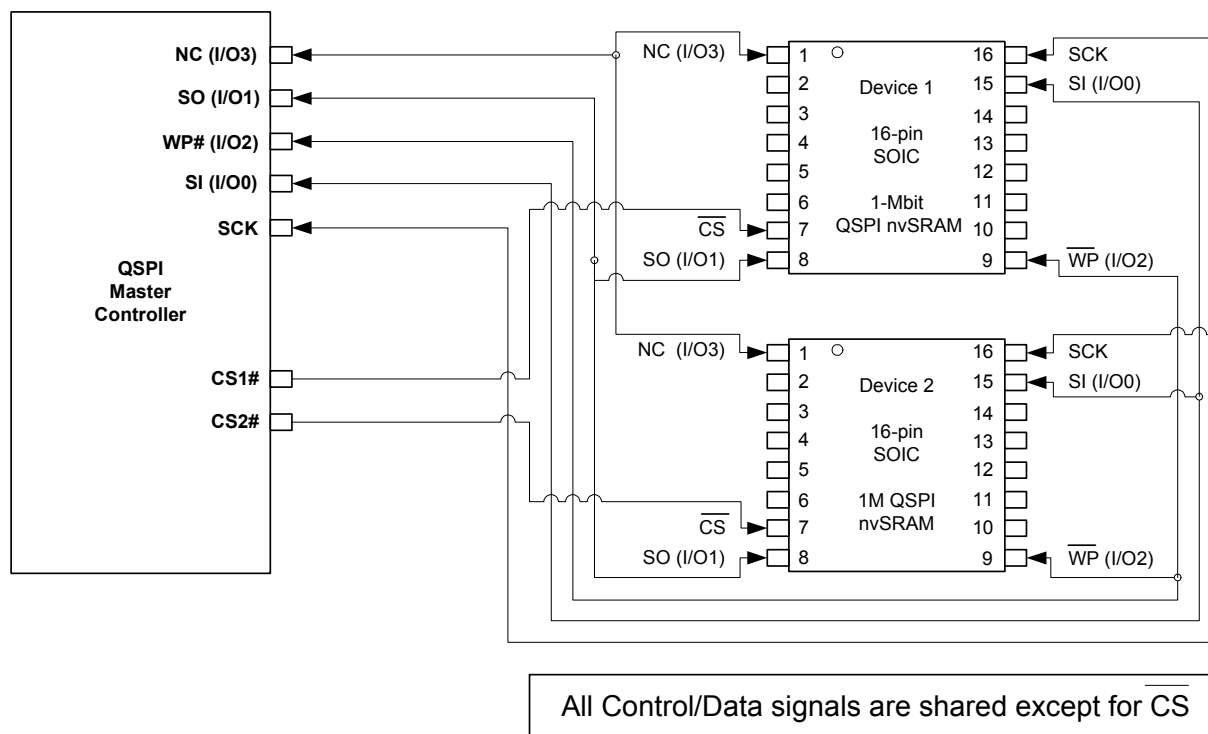 NC (I/O3)
SO (I/O1)
WP# (I/O2)
SI (I/O0)
SCK
QSPI
Master
Controller
CS1#
CS2#
NC (I/O3)
CS
SO (I/O1)
1
2
3
4
5
6
7
8
Device 1
16-pin
SOIC
1-Mbit
QSPI nvSRAM
16
15
14
13
12
11
10
9
SCK
SI (I/O0)
WP (I/O2)
NC (I/O3)
CS
SO (I/O1)
1
2
3
4
5
6
7
8
Device 2
16-pin
SOIC
1M QSPI
nvSRAM
16
15
14
13
12
11
10
9
SCK
SI (I/O0)
WP (I/O2)
All Control/Data signals are shared except for CS